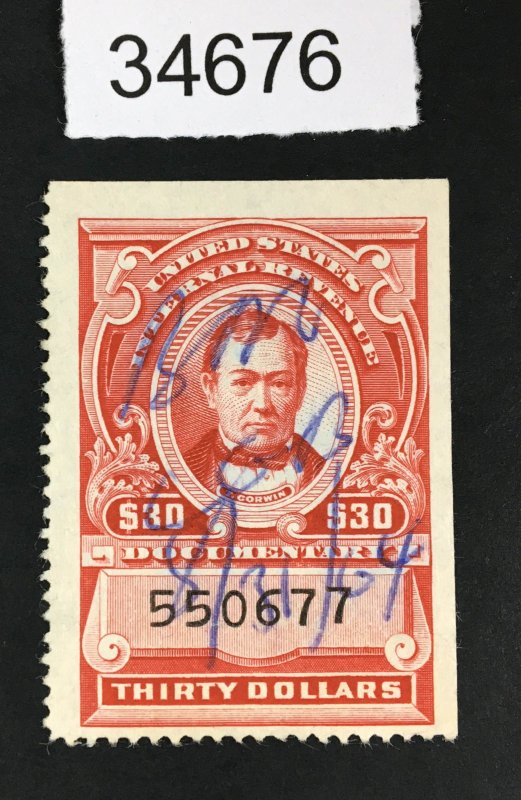 34676
UNITED STATES
INTERNAL REVENUE
T. CORWIN
$30 $30
DOCUMENTARY
550677
THIRTY DOLLARS